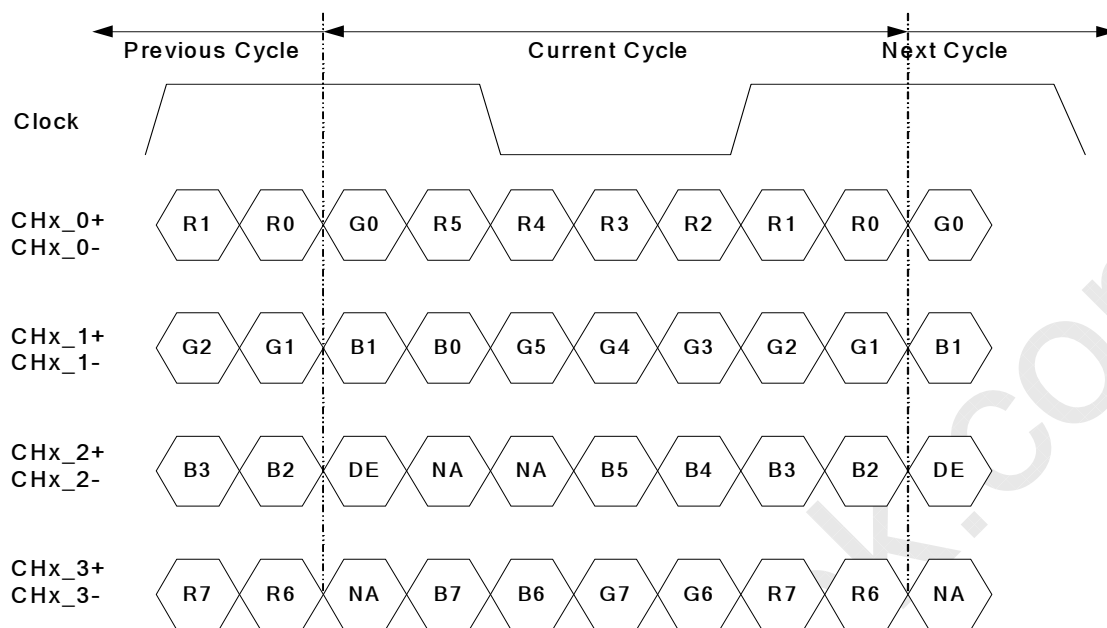 Previous Cycle Current Cycle Next Cycle
Clock
CHx_0+
CHx_0-
R1 R0 G0 R5 R4 R3 R2 R1 R0 G0
CHx_1+
CHx_1-
G2 G1 B1 B0 G5 G4 G3 G2 G1 B1
CHx_2+
CHx_2-
B3 B2 DE NA NA B5 B4 B3 B2 DE
CHx_3+
CHx_3-
R7 R6 NA B7 B6 G7 G6 R7 R6 NA